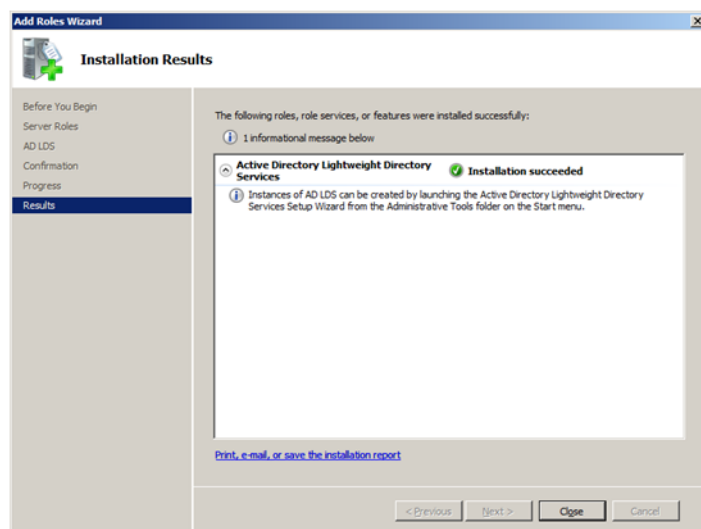 Add Roles Wizard
Installation Results
Before You Begin
Server Roles
AD LDS
Confirmation
Progress
Results
The following roles, role services, or features were installed successfully:
1 informational message below
Active Directory Lightweight Directory
Services
Installation succeeded
Instances of AD LDS can be created by launching the Active Directory Lightweight Directory
Services Setup Wizard from the Administrative Tools folder on the Start menu.
Print, e-mail, or save the installation report
< Previous
Next >
Close
Cancel